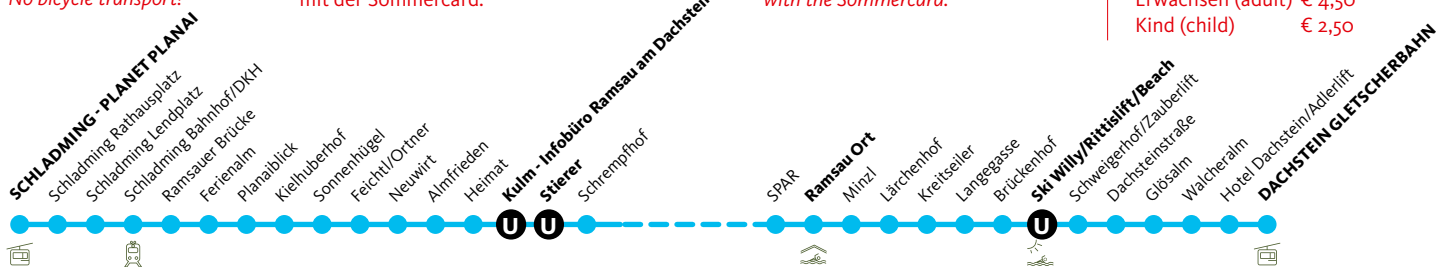 No bicycle transport!
mit der Sommercard.
with the Sommercard.
Erwachsen (adult) € 4,50
Kind (child) € 2,50
SCHLADMING - PLANET PLANAI
Schladming Rathausplatz
Schladming Lendplatz
Schladming Bahnhof/DKH
Ramsauer Brücke
Ferienalm
Planaiblick
Kielhuberhof
Sonnenhügel
Feichtl/Ortner
Neuwirt
Almfrieden
Heimat
Kulm - Infobüro Ramsau am Dachstein
Stierer
Schrempfhof
SPAR
Ramsau Ort
Minzl
Lärchenhof
Kreitseiler
Langegasse
Brückenhof
Ski Willy/Rittislift/Beach
Schweigerhof/Zauberlift
Dachsteinstraße
Glösalm
Walcheralm
Hotel Dachstein/Adlerlift
DACHSTEIN GLETSCHERBAHN
U U U